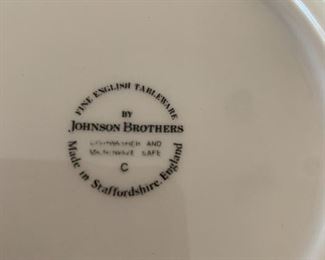 FINE ENGLISH TABLEWARE
BY
JOHNSON BROTHERS
DISHWASHER AND
MICROWAVE SAFE
C
Made in Staffordshire, England